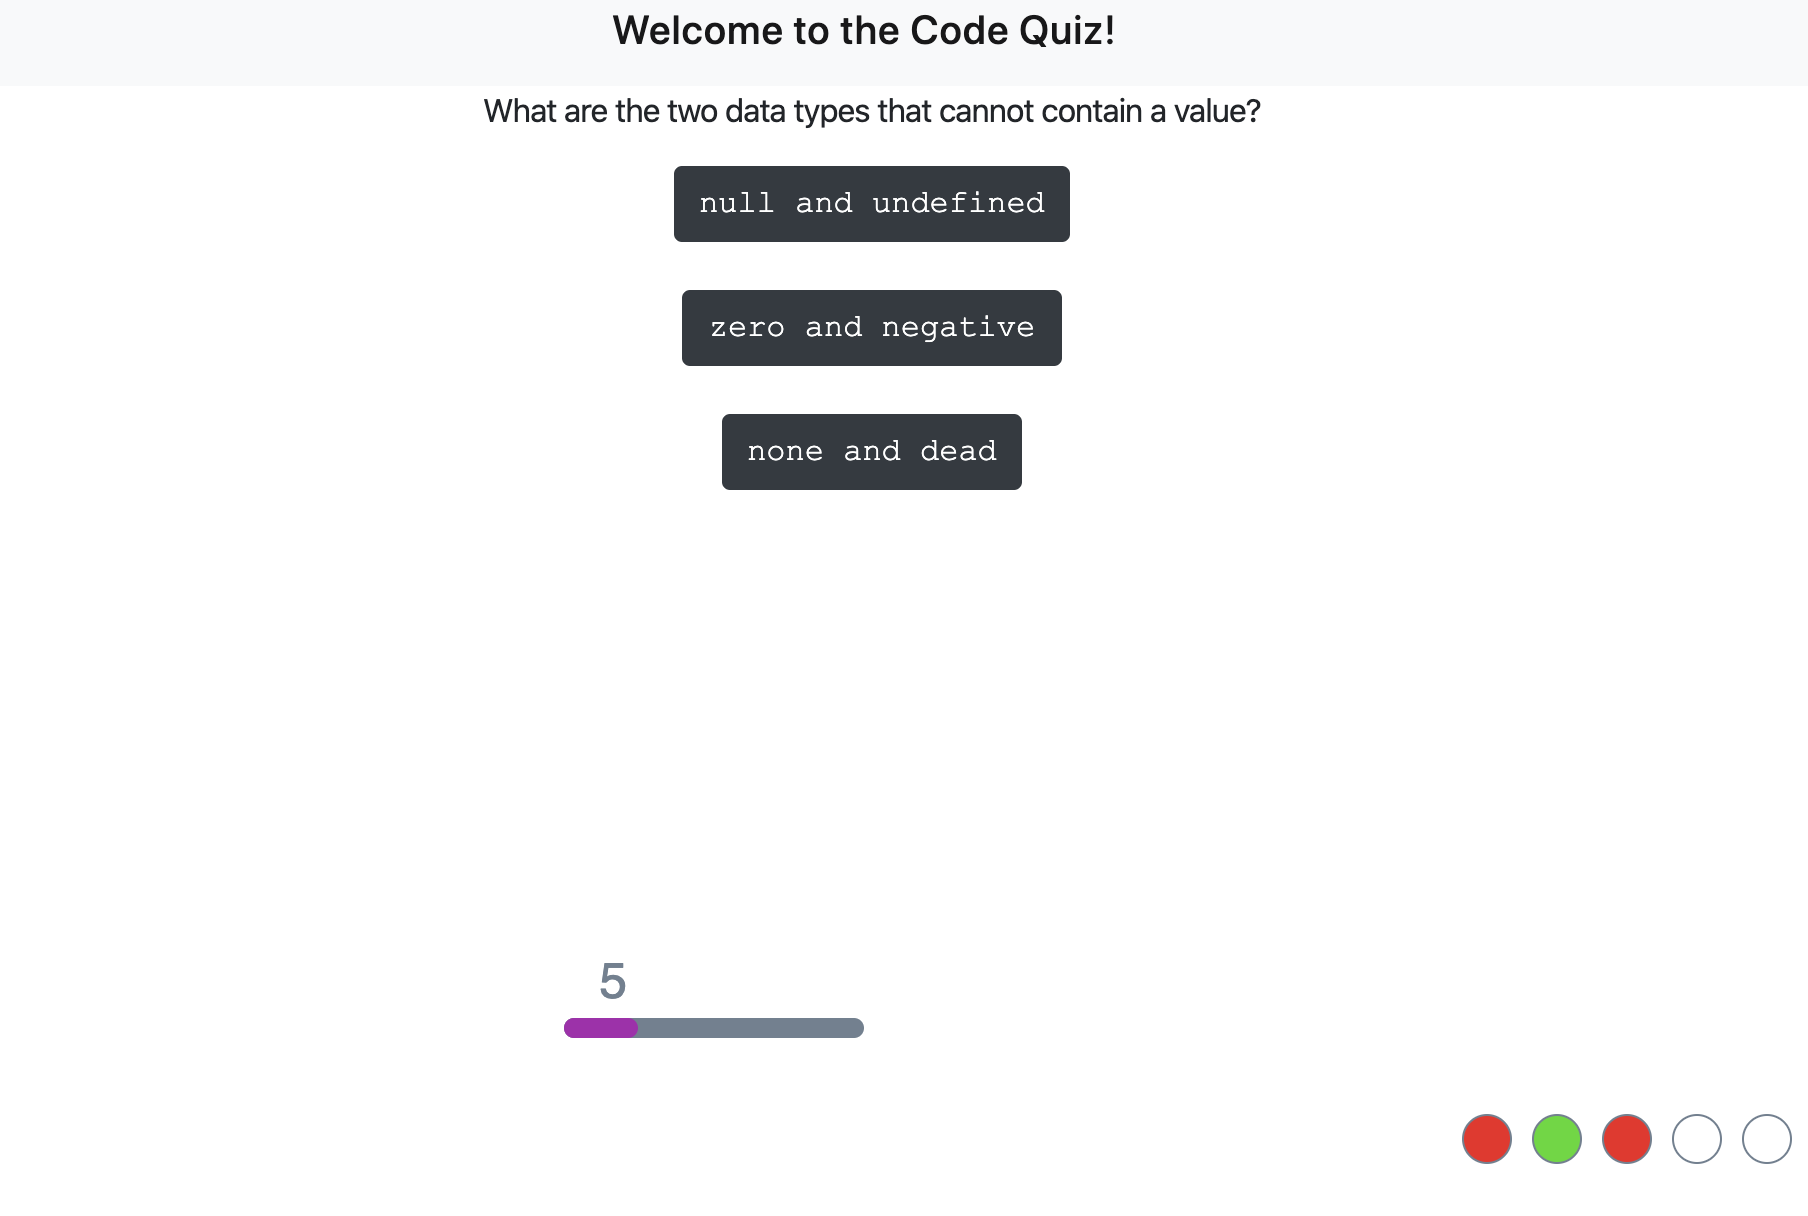 Welcome to the Code Quiz!
What are the two data types that cannot contain a value?
null and undefined
zero and negative
none and dead
5